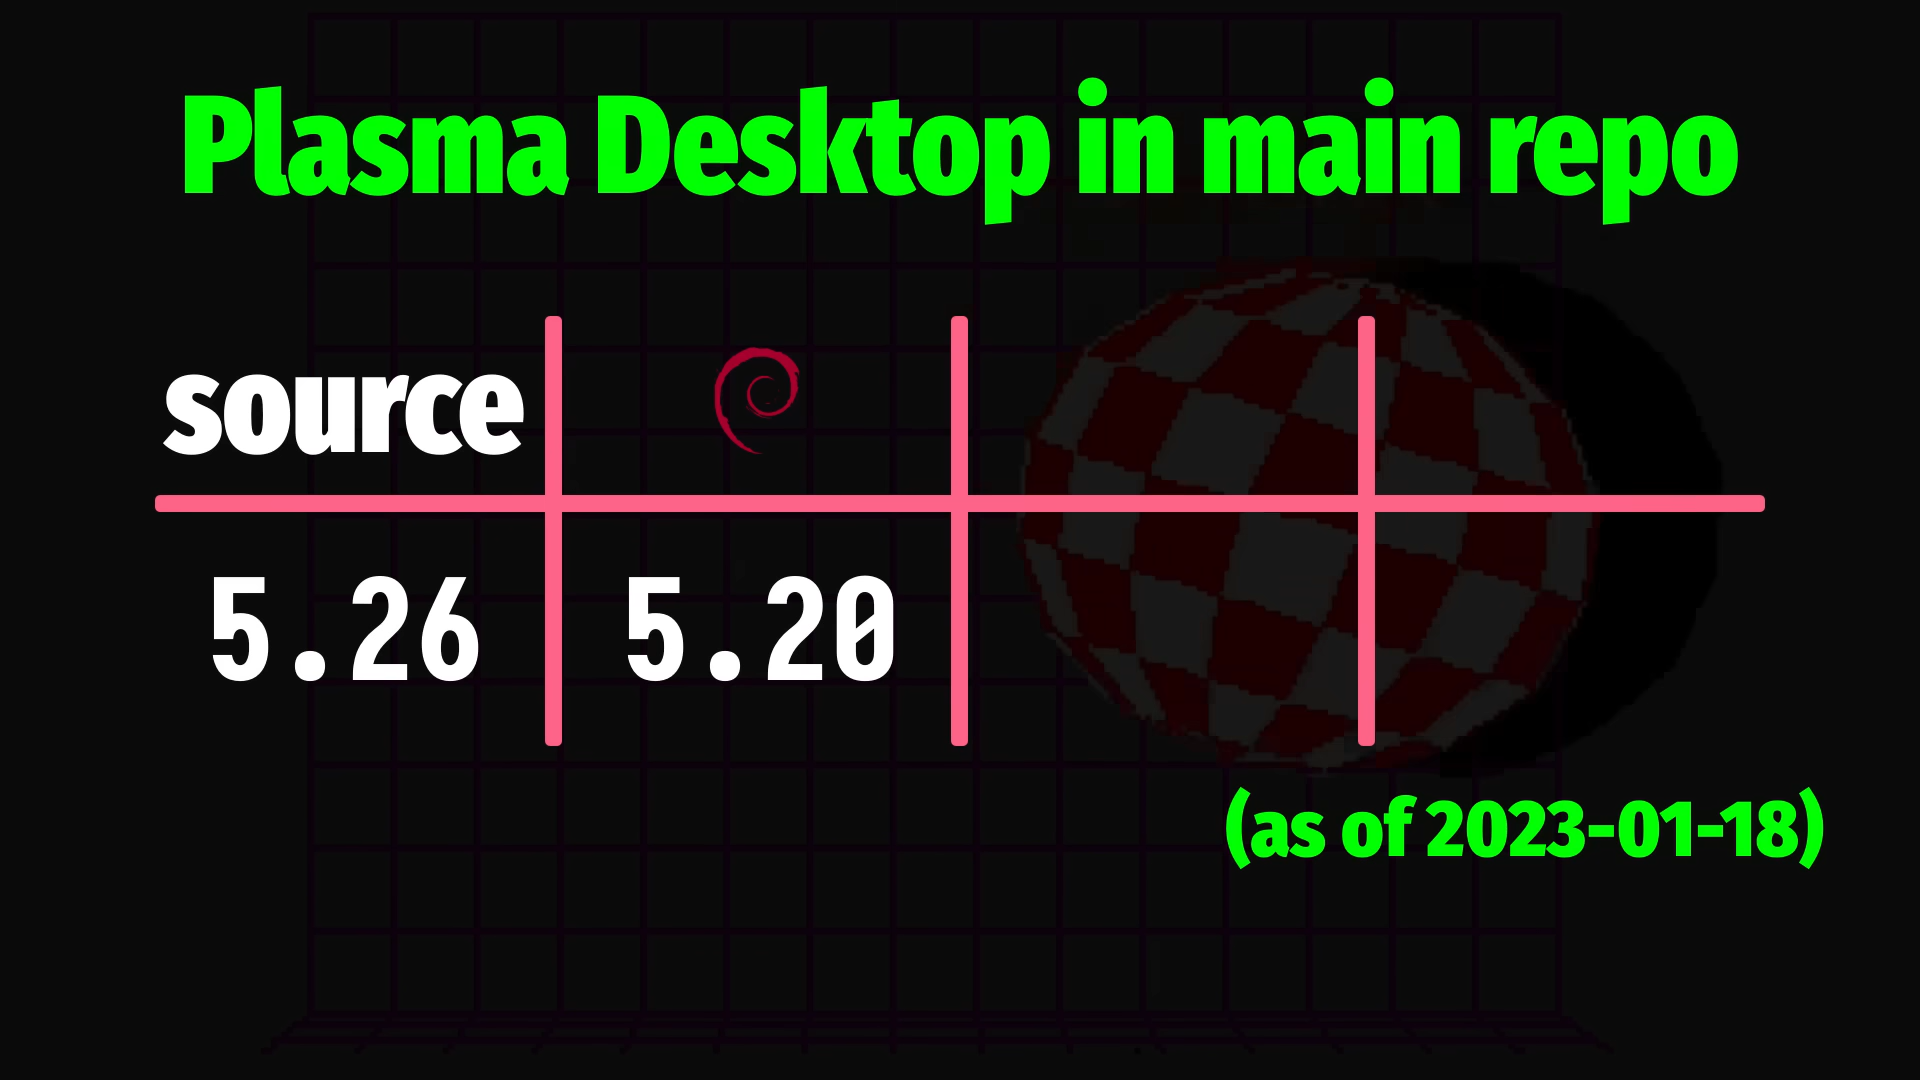 Plasma Desktop in main repo
source
5.26 5.20
(as of 2023-01-18)